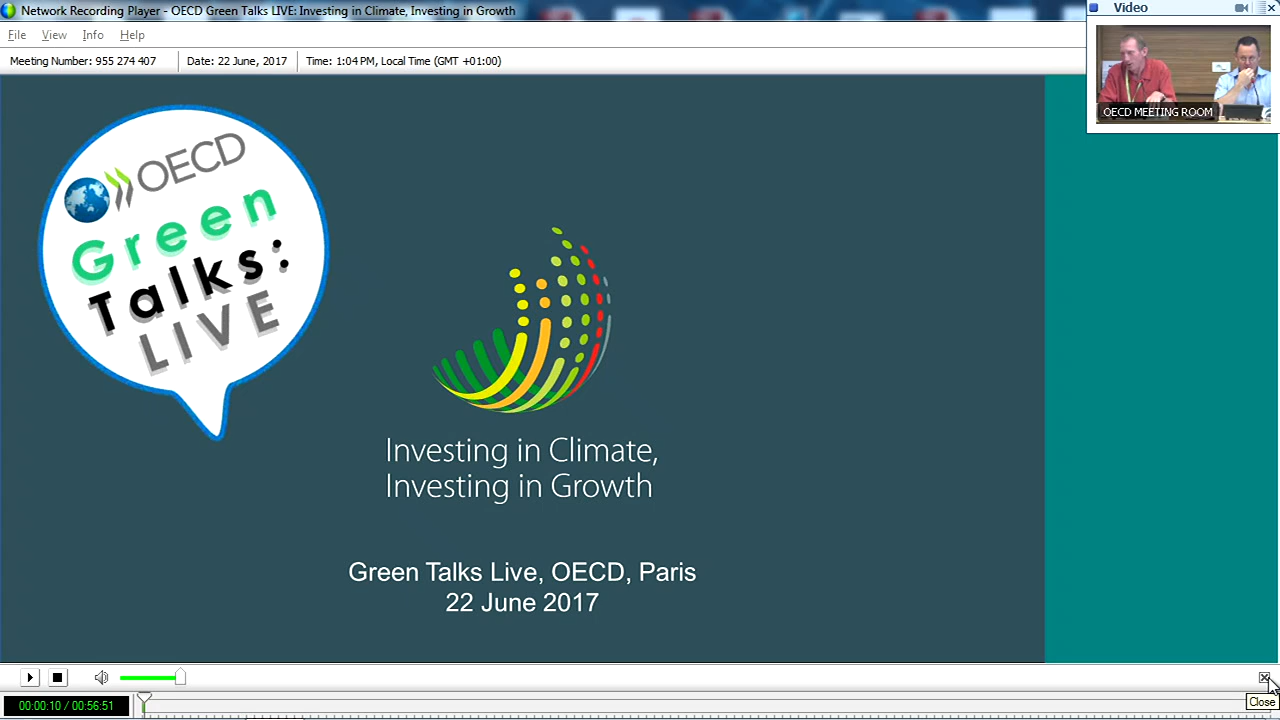 Network Recording Player - OECD Green Talks LIVE: Investing in Climate, Investing in Growth
File View Info Help
Meeting Number: 955 274 407 Date: 22 June, 2017 Time: 1:04 PM, Local Time (GMT +01:00)
Video
OECD MEETING ROOM
OECD
Green
Talks:
LIVE
Investing in Climate,
Investing in Growth
Green Talks Live, OECD, Paris
22 June 2017
00:00:10 / 00:56:51
Close